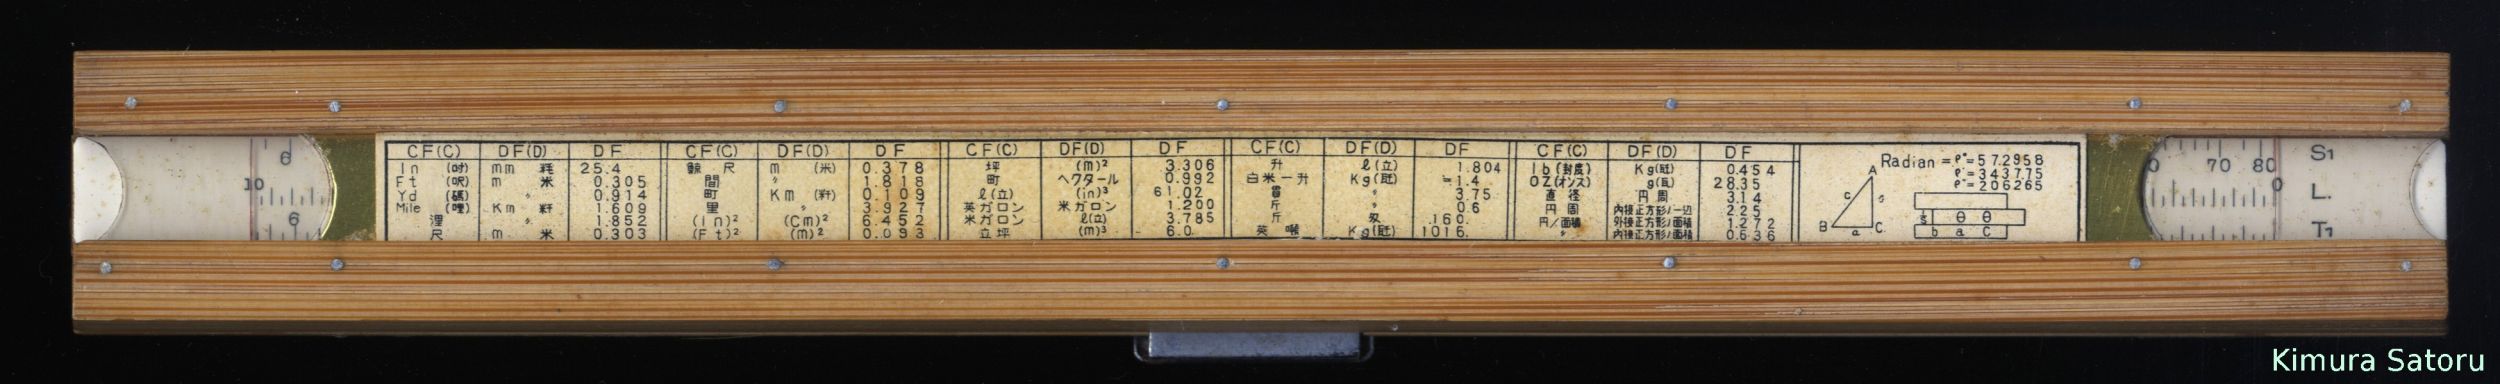 6
10
6
CF(C) DF(D) DF
In (吋) mm 粍 25.4
Ft (呎) m 米 0.305
Yd (碼) 〃 0.914
Mile (哩) Km 粁 1.609
浬 〃 1.852
尺 m 米 0.303
CF(C) DF(D) DF
鯨尺 m (米) 0.378
間 〃 1.818
町 Km (粁) 0.109
里 〃 3.927
(In)² (Cm)² 6.452
(Ft)² (m)² 0.093
CF(C) DF(D) DF
坪 (m)² 3.306
町 ヘクタール 0.992
ℓ(立) (in)³ 61.02
英ガロン 米ガロン 1.200
米ガロン ℓ(立) 3.785
立坪 (m)³ 6.0
CF(C) DF(D) DF
升 ℓ(立) 1.804
白米一升 Kg(瓩) ≒1.4
貫 〃 3.75
斤 〃 0.6
斤 匁 160.
英噸 Kg(瓩) 1016.
CF(C) DF(D) DF
lb(封度) Kg(瓩) 0.454
OZ(オンス) g(瓦) 28.35
直径 円周 3.14
円周 内接正方形ノ一辺 2.25
円ノ面積 外接正方形ノ面積 1.272
〃 内接正方形ノ面積 0.636
Radian = ρ°=572958
ρ'=343775
ρ"=206265
A
c
B a C
θ θ
b a C
0 70 80
0
S1
L.
T1
Kimura Satoru